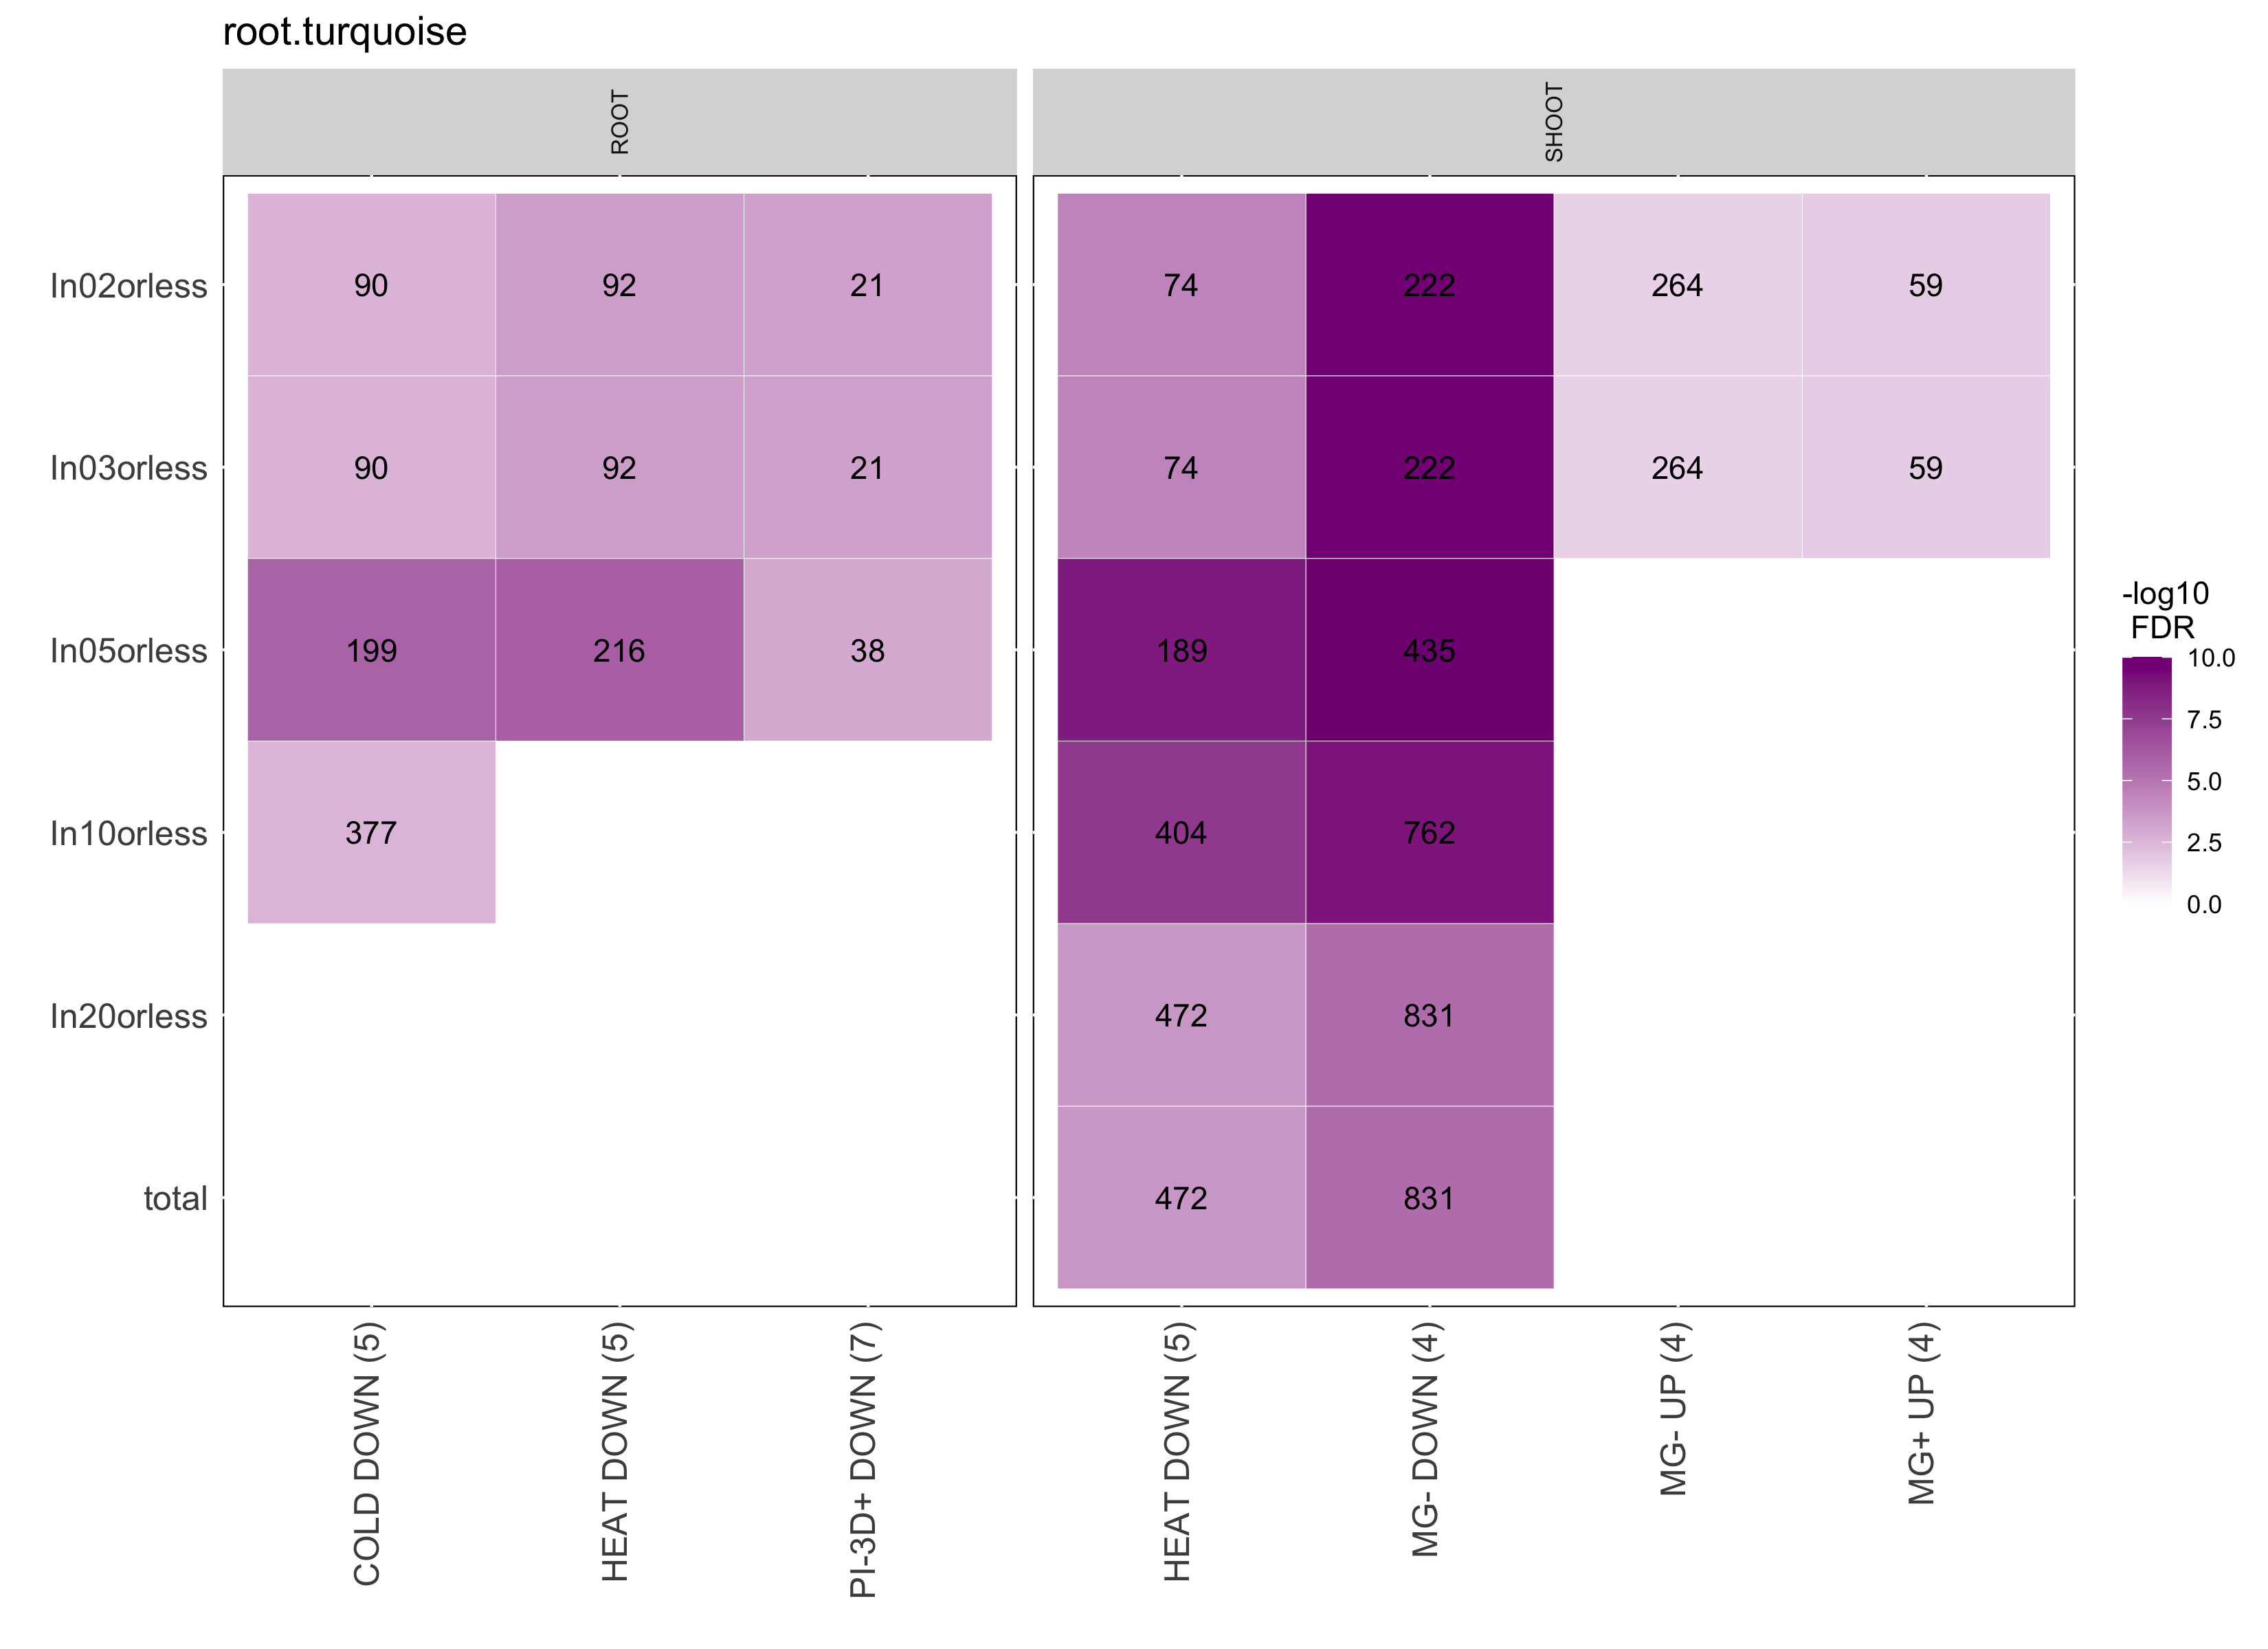 root.turquoise
ROOT SHOOT
In02orless 90 92 21 74 222 264 59
In03orless 90 92 21 74 222 264 59
In05orless 199 216 38 189 435
In10orless 377 404 762
In20orless 472 831
total 472 831
COLD DOWN (5)
HEAT DOWN (5)
PI-3D+ DOWN (7)
HEAT DOWN (5)
MG- DOWN (4)
MG- UP (4)
MG+ UP (4)
-log10
FDR
10.0
7.5
5.0
2.5
0.0